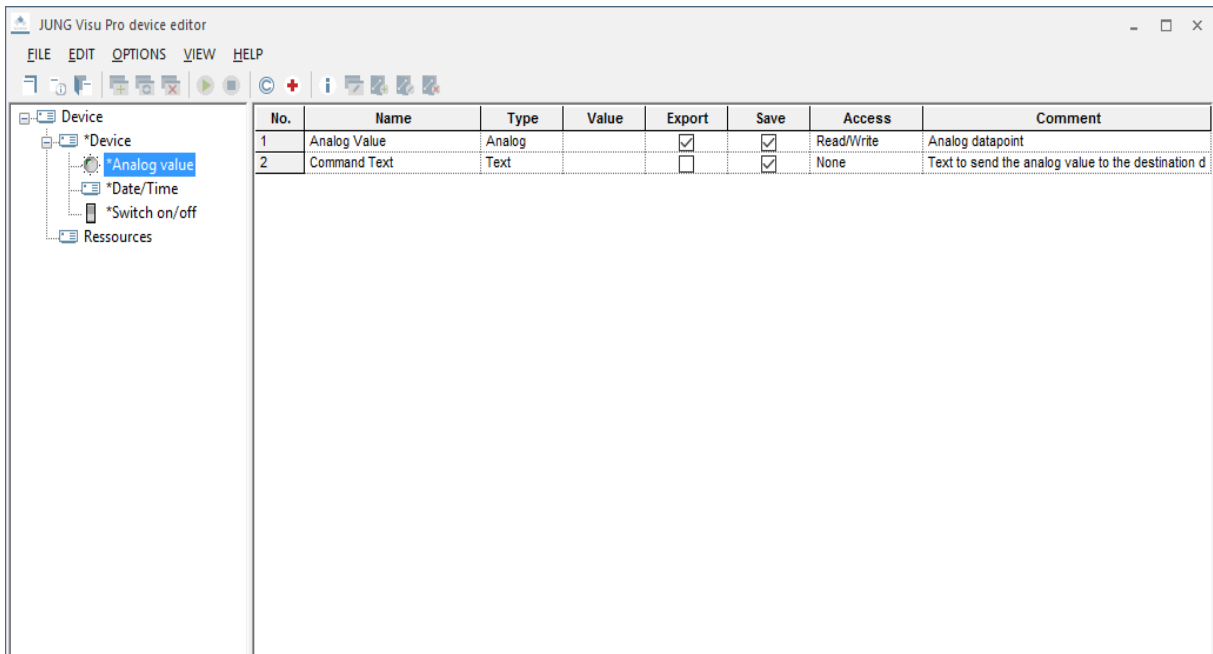 JUNG Visu Pro device editor
FILE EDIT OPTIONS VIEW HELP
Device
*Device
*Analog value
*Date/Time
*Switch on/off
Ressources
No. Name Type Value Export Save Access Comment
1 Analog Value Analog Read/Write Analog datapoint
2 Command Text Text None Text to send the analog value to the destination d